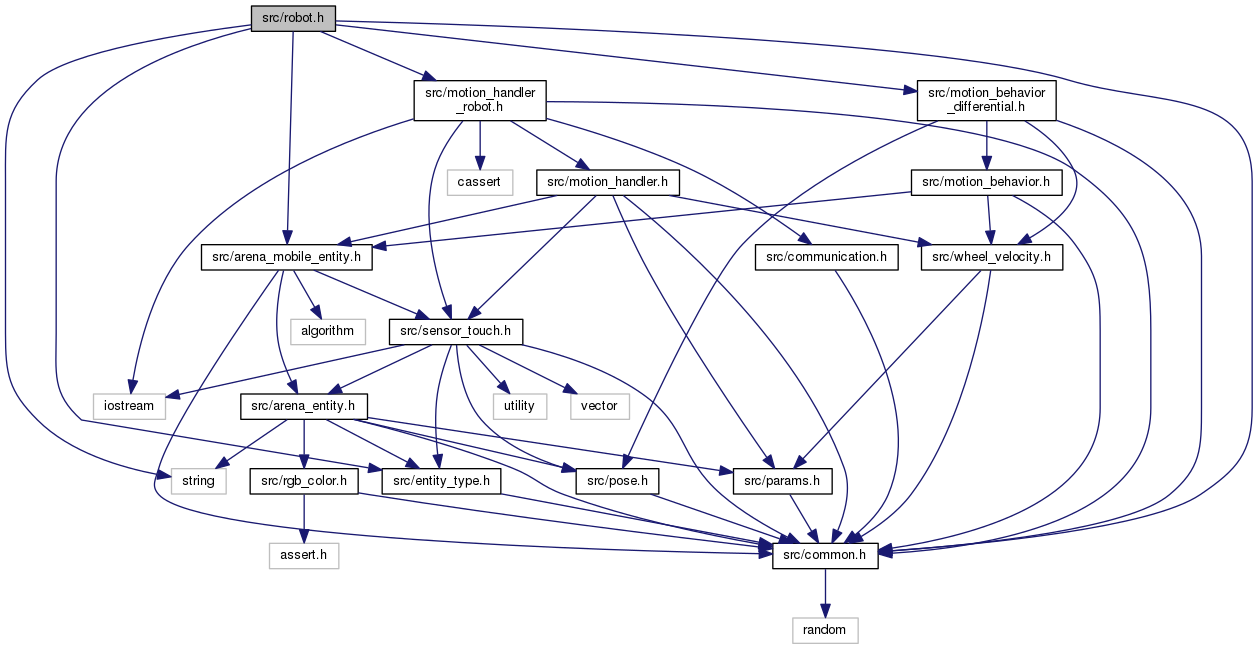 src/robot.h
src/motion_handler
_robot.h
src/motion_behavior
_differential.h
cassert
src/motion_handler.h
src/motion_behavior.h
src/arena_mobile_entity.h
src/communication.h
src/wheel_velocity.h
algorithm
src/sensor_touch.h
iostream
src/arena_entity.h
utility
vector
string
src/rgb_color.h
src/entity_type.h
src/pose.h
src/params.h
assert.h
src/common.h
random